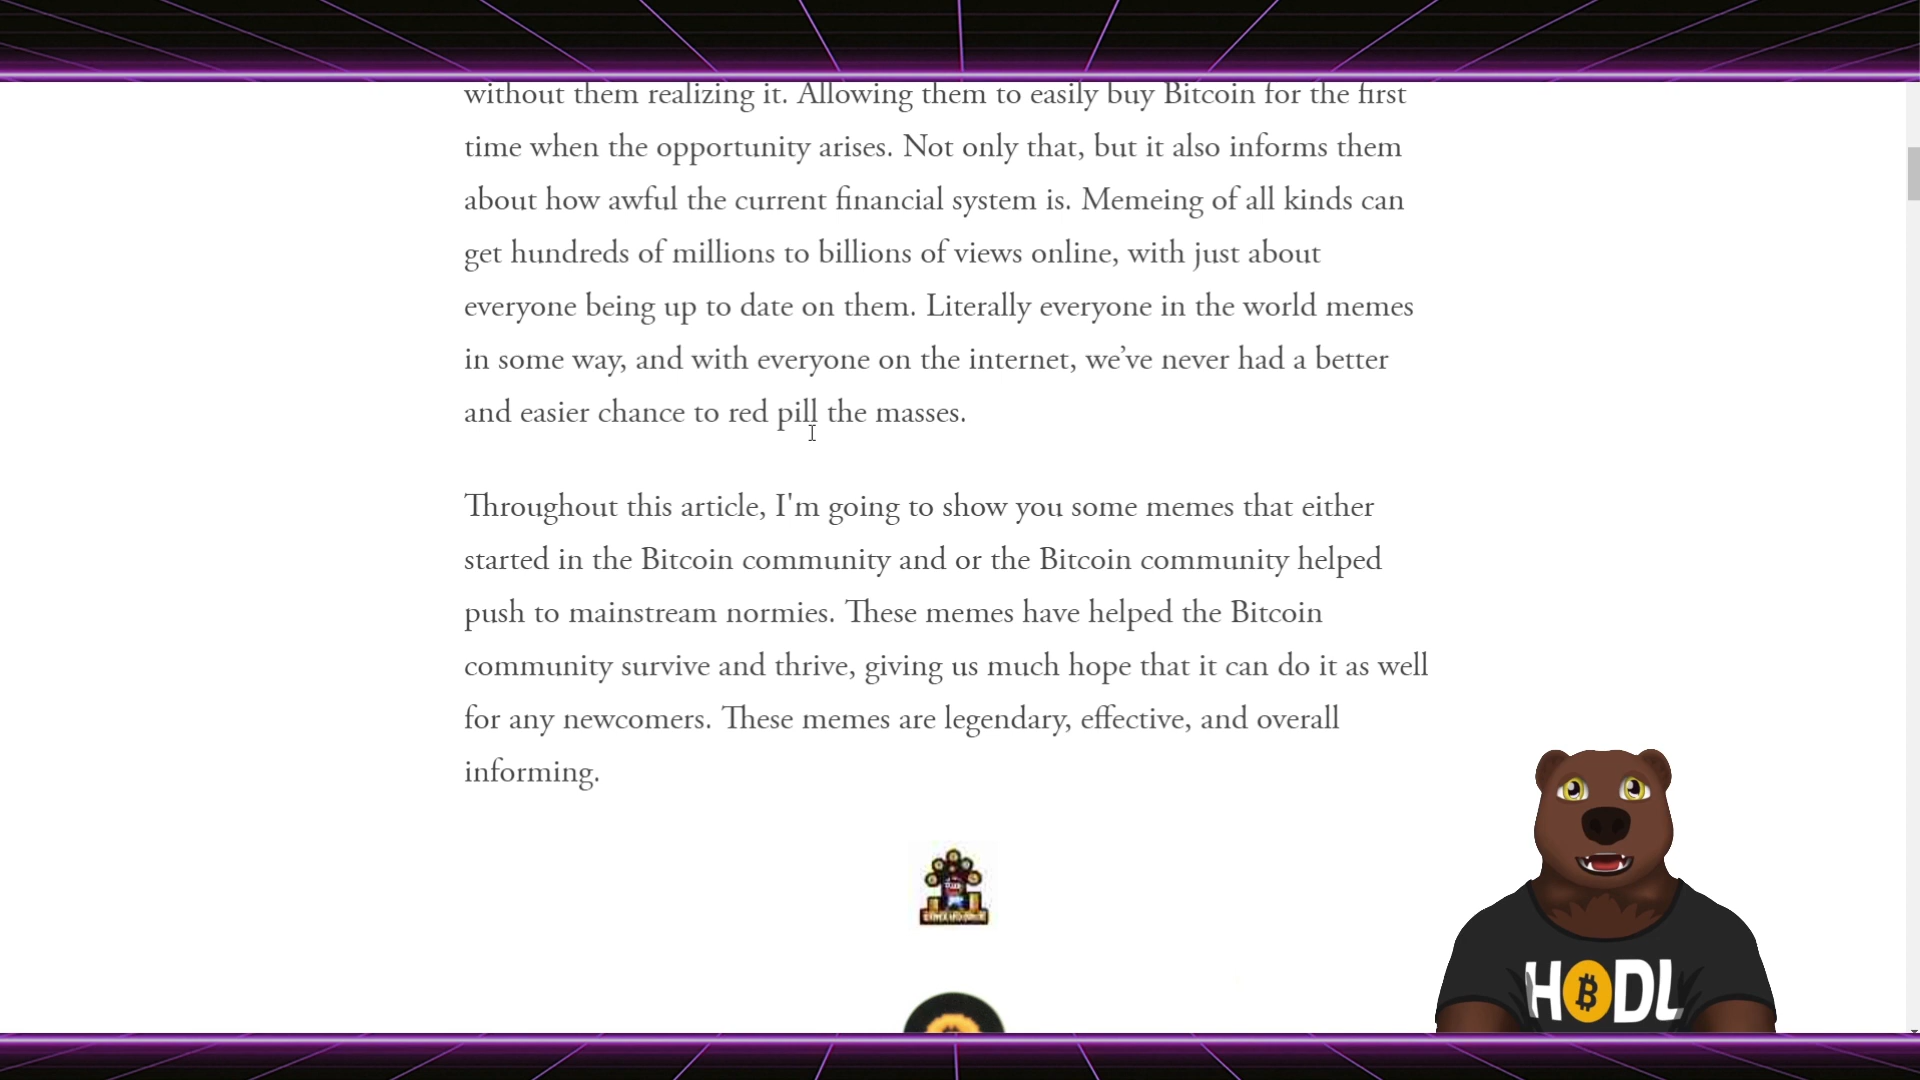 without them realizing it. Allowing them to easily buy Bitcoin for the first
time when the opportunity arises. Not only that, but it also informs them
about how awful the current financial system is. Memeing of all kinds can
get hundreds of millions to billions of views online, with just about
everyone being up to date on them. Literally everyone in the world memes
in some way, and with everyone on the internet, we’ve never had a better
and easier chance to red pill the masses.
Throughout this article, I'm going to show you some memes that either
started in the Bitcoin community and or the Bitcoin community helped
push to mainstream normies. These memes have helped the Bitcoin
community survive and thrive, giving us much hope that it can do it as well
for any newcomers. These memes are legendary, effective, and overall
informing.
H₿DL